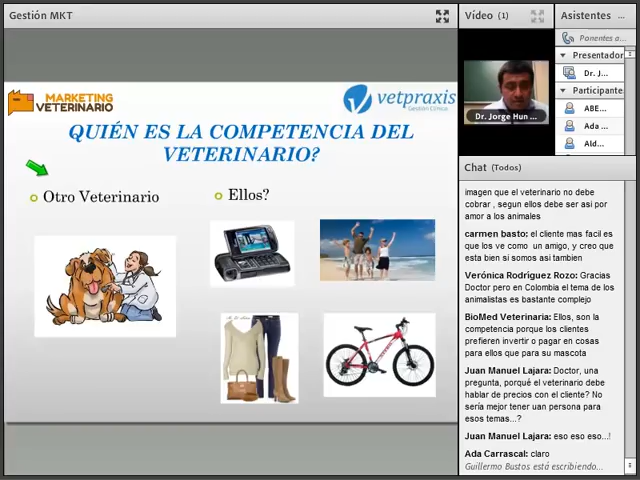 Gestión MKT
MARKETING
VETERINARIO
vetpraxis
Gestión Clínica
QUIÉN ES LA COMPETENCIA DEL
VETERINARIO?
Otro Veterinario
Ellos?
Vídeo (1)
Dr. Jorge Hun ...
Asistentes ...
Ponentes a...
Presentador
Dr. J...
Participante
ABE...
Ada ...
Ald...
Chat (Todos)
imagen que el veterinario no debe
cobrar , segun ellos debe ser asi por
amor a los animales
carmen basto: el cliente mas facil es
que los ve como un amigo, y creo que
esta bien si somos asi tambien
Verónica Rodríguez Rozo: Gracias
Doctor pero en Colombia el tema de los
animalistas es bastante complejo
BioMed Veterinaria: Ellos, son la
competencia porque los clientes
prefieren invertir o pagar en cosas
para ellos que para su mascota
Juan Manuel Lajara: Doctor, una
pregunta, porqué el veterinario debe
hablar de precios con el cliente? No
sería mejor tener uan persona para
esos temas...?
Juan Manuel Lajara: eso eso eso...!
Ada Carrascal: claro
Guillermo Bustos está escribiendo...